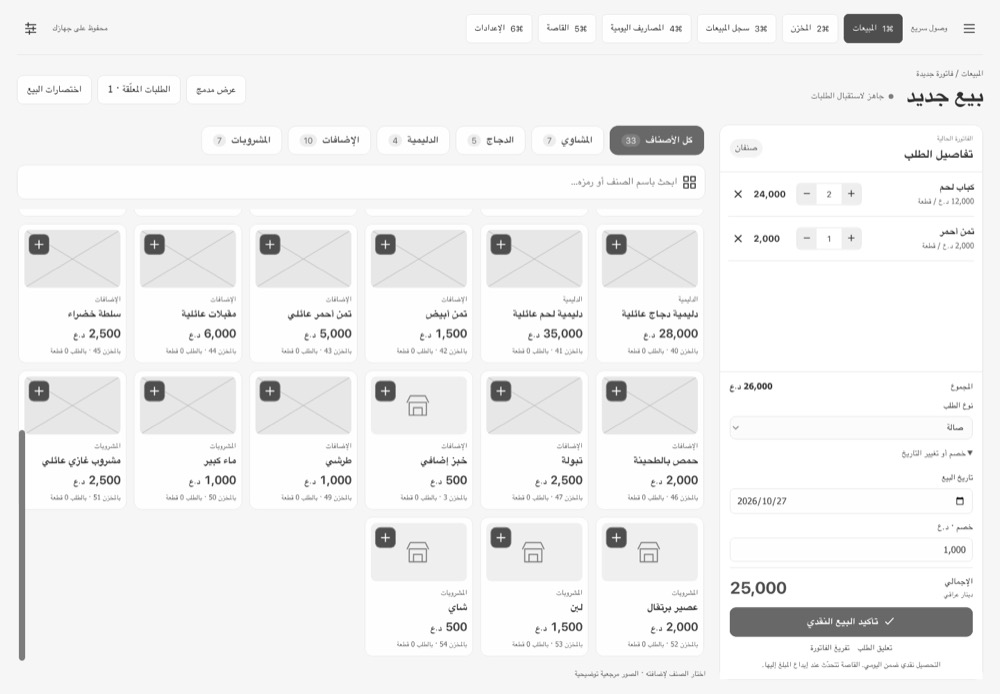 وصول سريع
⌘1 المبيعات
⌘2 المخزن
⌘3 سجل المبيعات
⌘4 المصاريف اليومية
⌘5 القاصة
⌘6 الإعدادات
محفوظ على جهازك
المبيعات / فاتورة جديدة
بيع جديد
جاهز لاستقبال الطلبات
عرض مدمج
الطلبات المعلّقة · 1
اختصارات البيع
الفاتورة الحالية
تفاصيل الطلب
صنفان
كباب لحم
12,000 د.ع / قطعة
+ 2 −
24,000 ×
تمن أحمر
2,000 د.ع / قطعة
+ 1 −
2,000 ×
المجموع
26,000 د.ع
نوع الطلب
صالة
▼ خصم أو تغيير التاريخ
تاريخ البيع
2026/10/27
خصم · د.ع
1,000
الإجمالي
دينار عراقي
25,000
تأكيد البيع النقدي
تعليق الطلب
تفريغ الفاتورة
التحصيل نقدي ضمن اليومي. القاصة تتحدّث عند إيداع المبلغ إليها.
كل الأصناف 33
المشاوي 7
الدجاج 5
الدليمية 4
الإضافات 10
المشروبات 7
ابحث باسم الصنف أو رمزه...
الدليمية
دليمية دجاج عائلية
28,000 د.ع
بالمخزن 40 · بالطلب 0 قطعة
الدليمية
دليمية لحم عائلية
35,000 د.ع
بالمخزن 41 · بالطلب 0 قطعة
الإضافات
تمن أبيض
1,500 د.ع
بالمخزن 42 · بالطلب 0 قطعة
الإضافات
تمن أحمر عائلي
5,000 د.ع
بالمخزن 43 · بالطلب 0 قطعة
الإضافات
مقبلات عائلية
6,000 د.ع
بالمخزن 44 · بالطلب 0 قطعة
الإضافات
سلطة خضراء
2,500 د.ع
بالمخزن 45 · بالطلب 0 قطعة
الإضافات
حمص بالطحينة
2,000 د.ع
بالمخزن 46 · بالطلب 0 قطعة
الإضافات
تبولة
2,500 د.ع
بالمخزن 47 · بالطلب 0 قطعة
الإضافات
خبز إضافي
500 د.ع
بالمخزن 3 · بالطلب 0 قطعة
الإضافات
طرشي
1,000 د.ع
بالمخزن 49 · بالطلب 0 قطعة
المشروبات
ماء كبير
1,000 د.ع
بالمخزن 50 · بالطلب 0 قطعة
المشروبات
مشروب غازي عائلي
2,500 د.ع
بالمخزن 51 · بالطلب 0 قطعة
المشروبات
عصير برتقال
2,000 د.ع
بالمخزن 52 · بالطلب 0 قطعة
المشروبات
لبن
1,500 د.ع
بالمخزن 53 · بالطلب 0 قطعة
المشروبات
شاي
500 د.ع
بالمخزن 54 · بالطلب 0 قطعة
اختار الصنف لإضافته · الصور مرجعية توضيحية